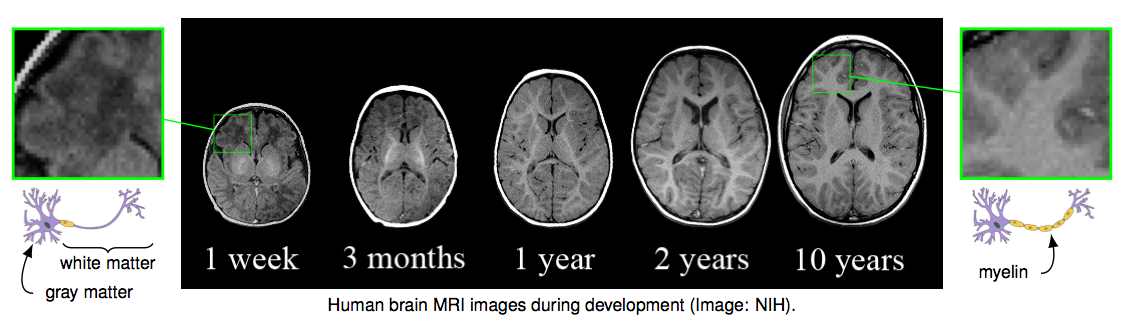 white matter
gray matter
1 week
3 months
1 year
2 years
10 years
myelin
Human brain MRI images during development (Image: NIH).